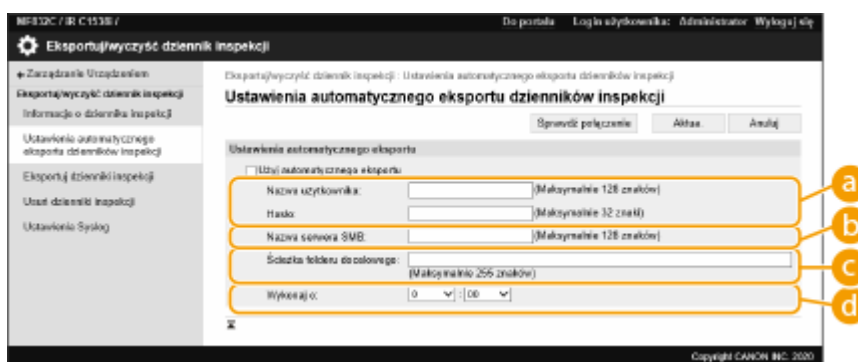 MF832C / iR C1538 /
Do portalu Login użytkownika: Administrator Wyloguj się
Eksportuj/wyczyść dziennik inspekcji
Zarządzanie Urządzeniem
Eksportuj/wyczyść dziennik inspekcji
Informacje o dzienniku inspekcji
Ustawienia automatycznego
eksportu dzienników inspekcji
Eksportuj dzienniki inspekcji
Usuń dzienniki inspekcji
Ustawienia Syslog
Eksportuj/wyczyść dziennik inspekcji : Ustawienia automatycznego eksportu dzienników inspekcji
Ustawienia automatycznego eksportu dzienników inspekcji
Sprawdź połączenie Aktua. Anuluj
Ustawienia automatycznego eksportu
Użyj automatycznego eksportu
Nazwa użytkownika: (Maksymalnie 128 znaków)
Hasło: (Maksymalnie 32 znaki)
a
Nazwa serwera SMB: (Maksymalnie 128 znaków)
b
Ścieżka folderu docelowego:
(Maksymalnie 255 znaków)
c
Wykonaj o: 0 : 00
d
Copyright CANON INC. 2020